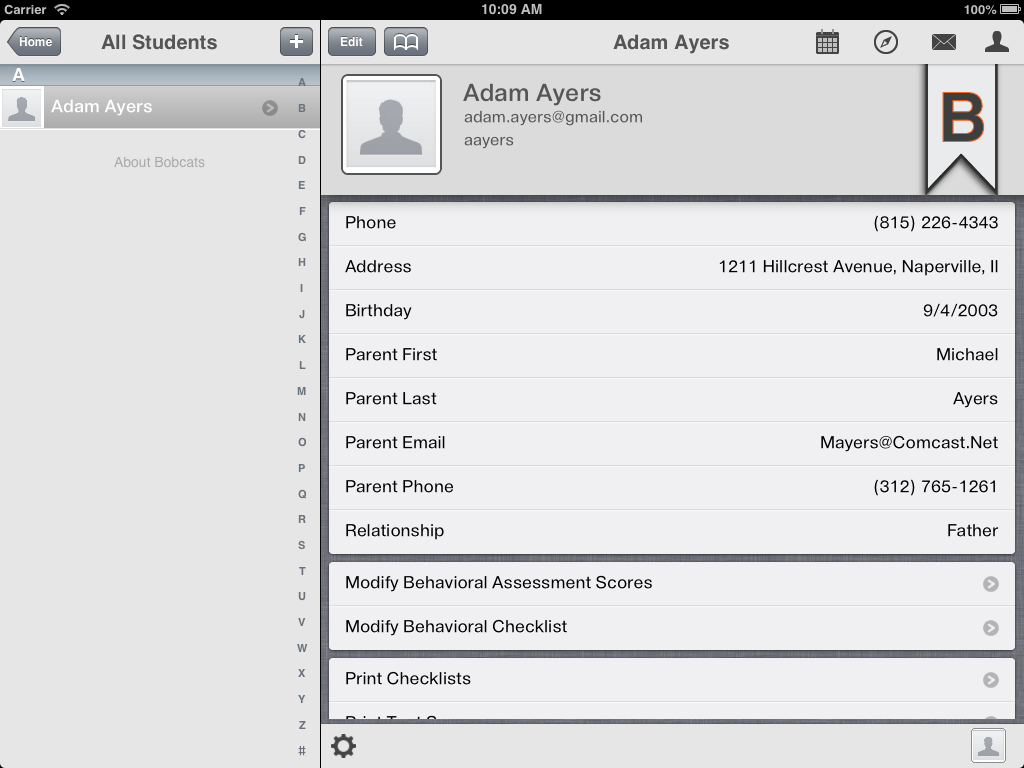 Carrier 10:09 AM 100%
Home All Students + Edit Adam Ayers
A
Adam Ayers
About Bobcats
A
B
C
D
E
F
G
H
I
J
K
L
M
N
O
P
Q
R
S
T
U
V
W
X
Y
Z
#
Adam Ayers
adam.ayers@gmail.com
aayers
B
Phone (815) 226-4343
Address 1211 Hillcrest Avenue, Naperville, Il
Birthday 9/4/2003
Parent First Michael
Parent Last Ayers
Parent Email Mayers@Comcast.Net
Parent Phone (312) 765-1261
Relationship Father
Modify Behavioral Assessment Scores
Modify Behavioral Checklist
Print Checklists